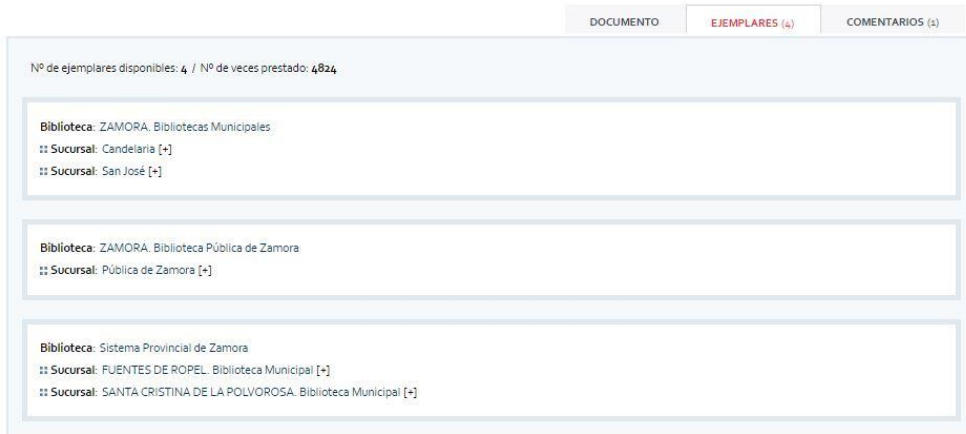 DOCUMENTO EJEMPLARES (4) COMENTARIOS (1)
Nº de ejemplares disponibles: 4 / Nº de veces prestado: 4824
Biblioteca: ZAMORA. Bibliotecas Municipales
Sucursal: Candelaria [+]
Sucursal: San José [+]
Biblioteca: ZAMORA. Biblioteca Pública de Zamora
Sucursal: Pública de Zamora [+]
Biblioteca: Sistema Provincial de Zamora
Sucursal: FUENTES DE ROPEL. Biblioteca Municipal [+]
Sucursal: SANTA CRISTINA DE LA POLVOROSA. Biblioteca Municipal [+]